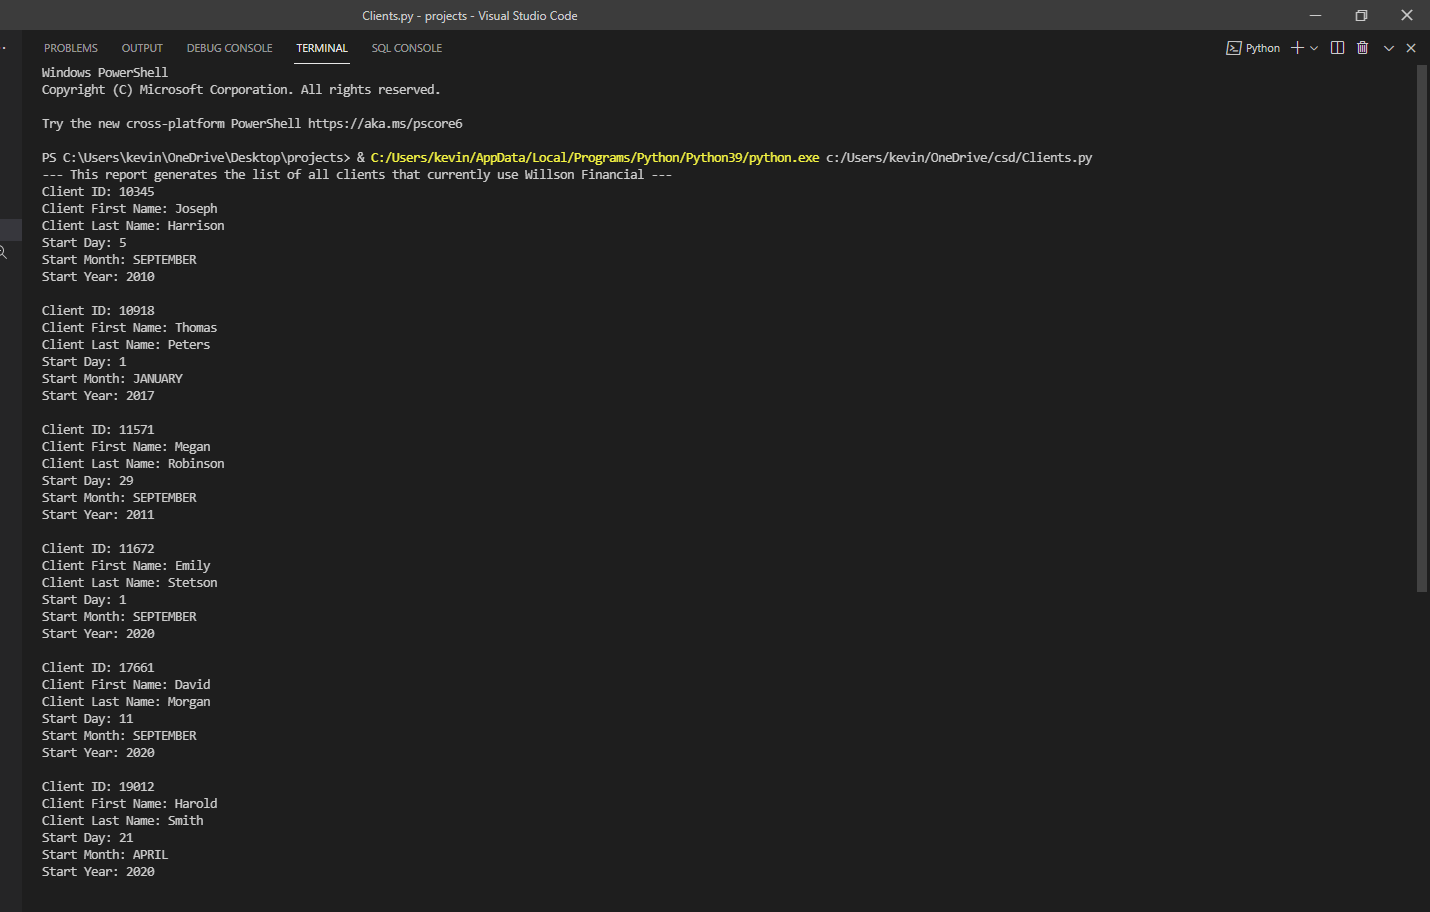 Clients.py - projects - Visual Studio Code
PROBLEMS OUTPUT DEBUG CONSOLE TERMINAL SQL CONSOLE Python
Windows PowerShell
Copyright (C) Microsoft Corporation. All rights reserved.
Try the new cross-platform PowerShell https://aka.ms/pscore6
PS C:\Users\kevin\OneDrive\Desktop\projects> & C:/Users/kevin/AppData/Local/Programs/Python/Python39/python.exe c:/Users/kevin/OneDrive/csd/Clients.py
--- This report generates the list of all clients that currently use Willson Financial ---
Client ID: 10345
Client First Name: Joseph
Client Last Name: Harrison
Start Day: 5
Start Month: SEPTEMBER
Start Year: 2010
Client ID: 10918
Client First Name: Thomas
Client Last Name: Peters
Start Day: 1
Start Month: JANUARY
Start Year: 2017
Client ID: 11571
Client First Name: Megan
Client Last Name: Robinson
Start Day: 29
Start Month: SEPTEMBER
Start Year: 2011
Client ID: 11672
Client First Name: Emily
Client Last Name: Stetson
Start Day: 1
Start Month: SEPTEMBER
Start Year: 2020
Client ID: 17661
Client First Name: David
Client Last Name: Morgan
Start Day: 11
Start Month: SEPTEMBER
Start Year: 2020
Client ID: 19012
Client First Name: Harold
Client Last Name: Smith
Start Day: 21
Start Month: APRIL
Start Year: 2020